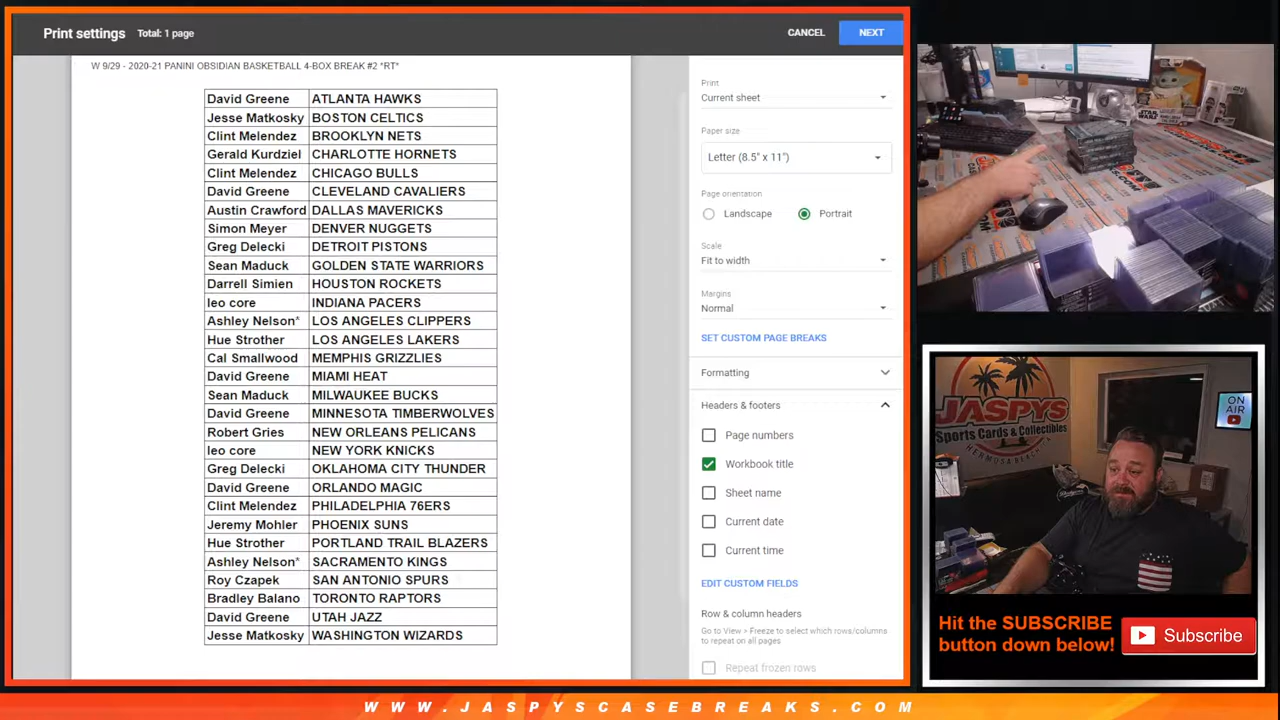 Print settings Total: 1 page CANCEL NEXT
W 9/29 - 2020-21 PANINI OBSIDIAN BASKETBALL 4-BOX BREAK #2 *RT*
David Greene ATLANTA HAWKS
Jesse Matkosky BOSTON CELTICS
Clint Melendez BROOKLYN NETS
Gerald Kurdziel CHARLOTTE HORNETS
Clint Melendez CHICAGO BULLS
David Greene CLEVELAND CAVALIERS
Austin Crawford DALLAS MAVERICKS
Simon Meyer DENVER NUGGETS
Greg Delecki DETROIT PISTONS
Sean Maduck GOLDEN STATE WARRIORS
Darrell Simien HOUSTON ROCKETS
leo core INDIANA PACERS
Ashley Nelson* LOS ANGELES CLIPPERS
Hue Strother LOS ANGELES LAKERS
Cal Smallwood MEMPHIS GRIZZLIES
David Greene MIAMI HEAT
Sean Maduck MILWAUKEE BUCKS
David Greene MINNESOTA TIMBERWOLVES
Robert Gries NEW ORLEANS PELICANS
leo core NEW YORK KNICKS
Greg Delecki OKLAHOMA CITY THUNDER
David Greene ORLANDO MAGIC
Clint Melendez PHILADELPHIA 76ERS
Jeremy Mohler PHOENIX SUNS
Hue Strother PORTLAND TRAIL BLAZERS
Ashley Nelson* SACRAMENTO KINGS
Roy Czapek SAN ANTONIO SPURS
Bradley Balano TORONTO RAPTORS
David Greene UTAH JAZZ
Jesse Matkosky WASHINGTON WIZARDS
Print
Current sheet
Paper size
Letter (8.5" x 11")
Page orientation
Landscape Portrait
Scale
Fit to width
Margins
Normal
SET CUSTOM PAGE BREAKS
Formatting
Headers & footers
Page numbers
Workbook title
Sheet name
Current date
Current time
EDIT CUSTOM FIELDS
Row & column headers
Go to View > Freeze to select which rows/columns
to repeat on all pages
Repeat frozen rows
STAR WARS
JASPYS
Sports Cards & Collectibles
HERMOSA BEACH
ON
AIR
Hit the SUBSCRIBE
button down below!
Subscribe
WWW.JASPYSCASEBREAKS.COM